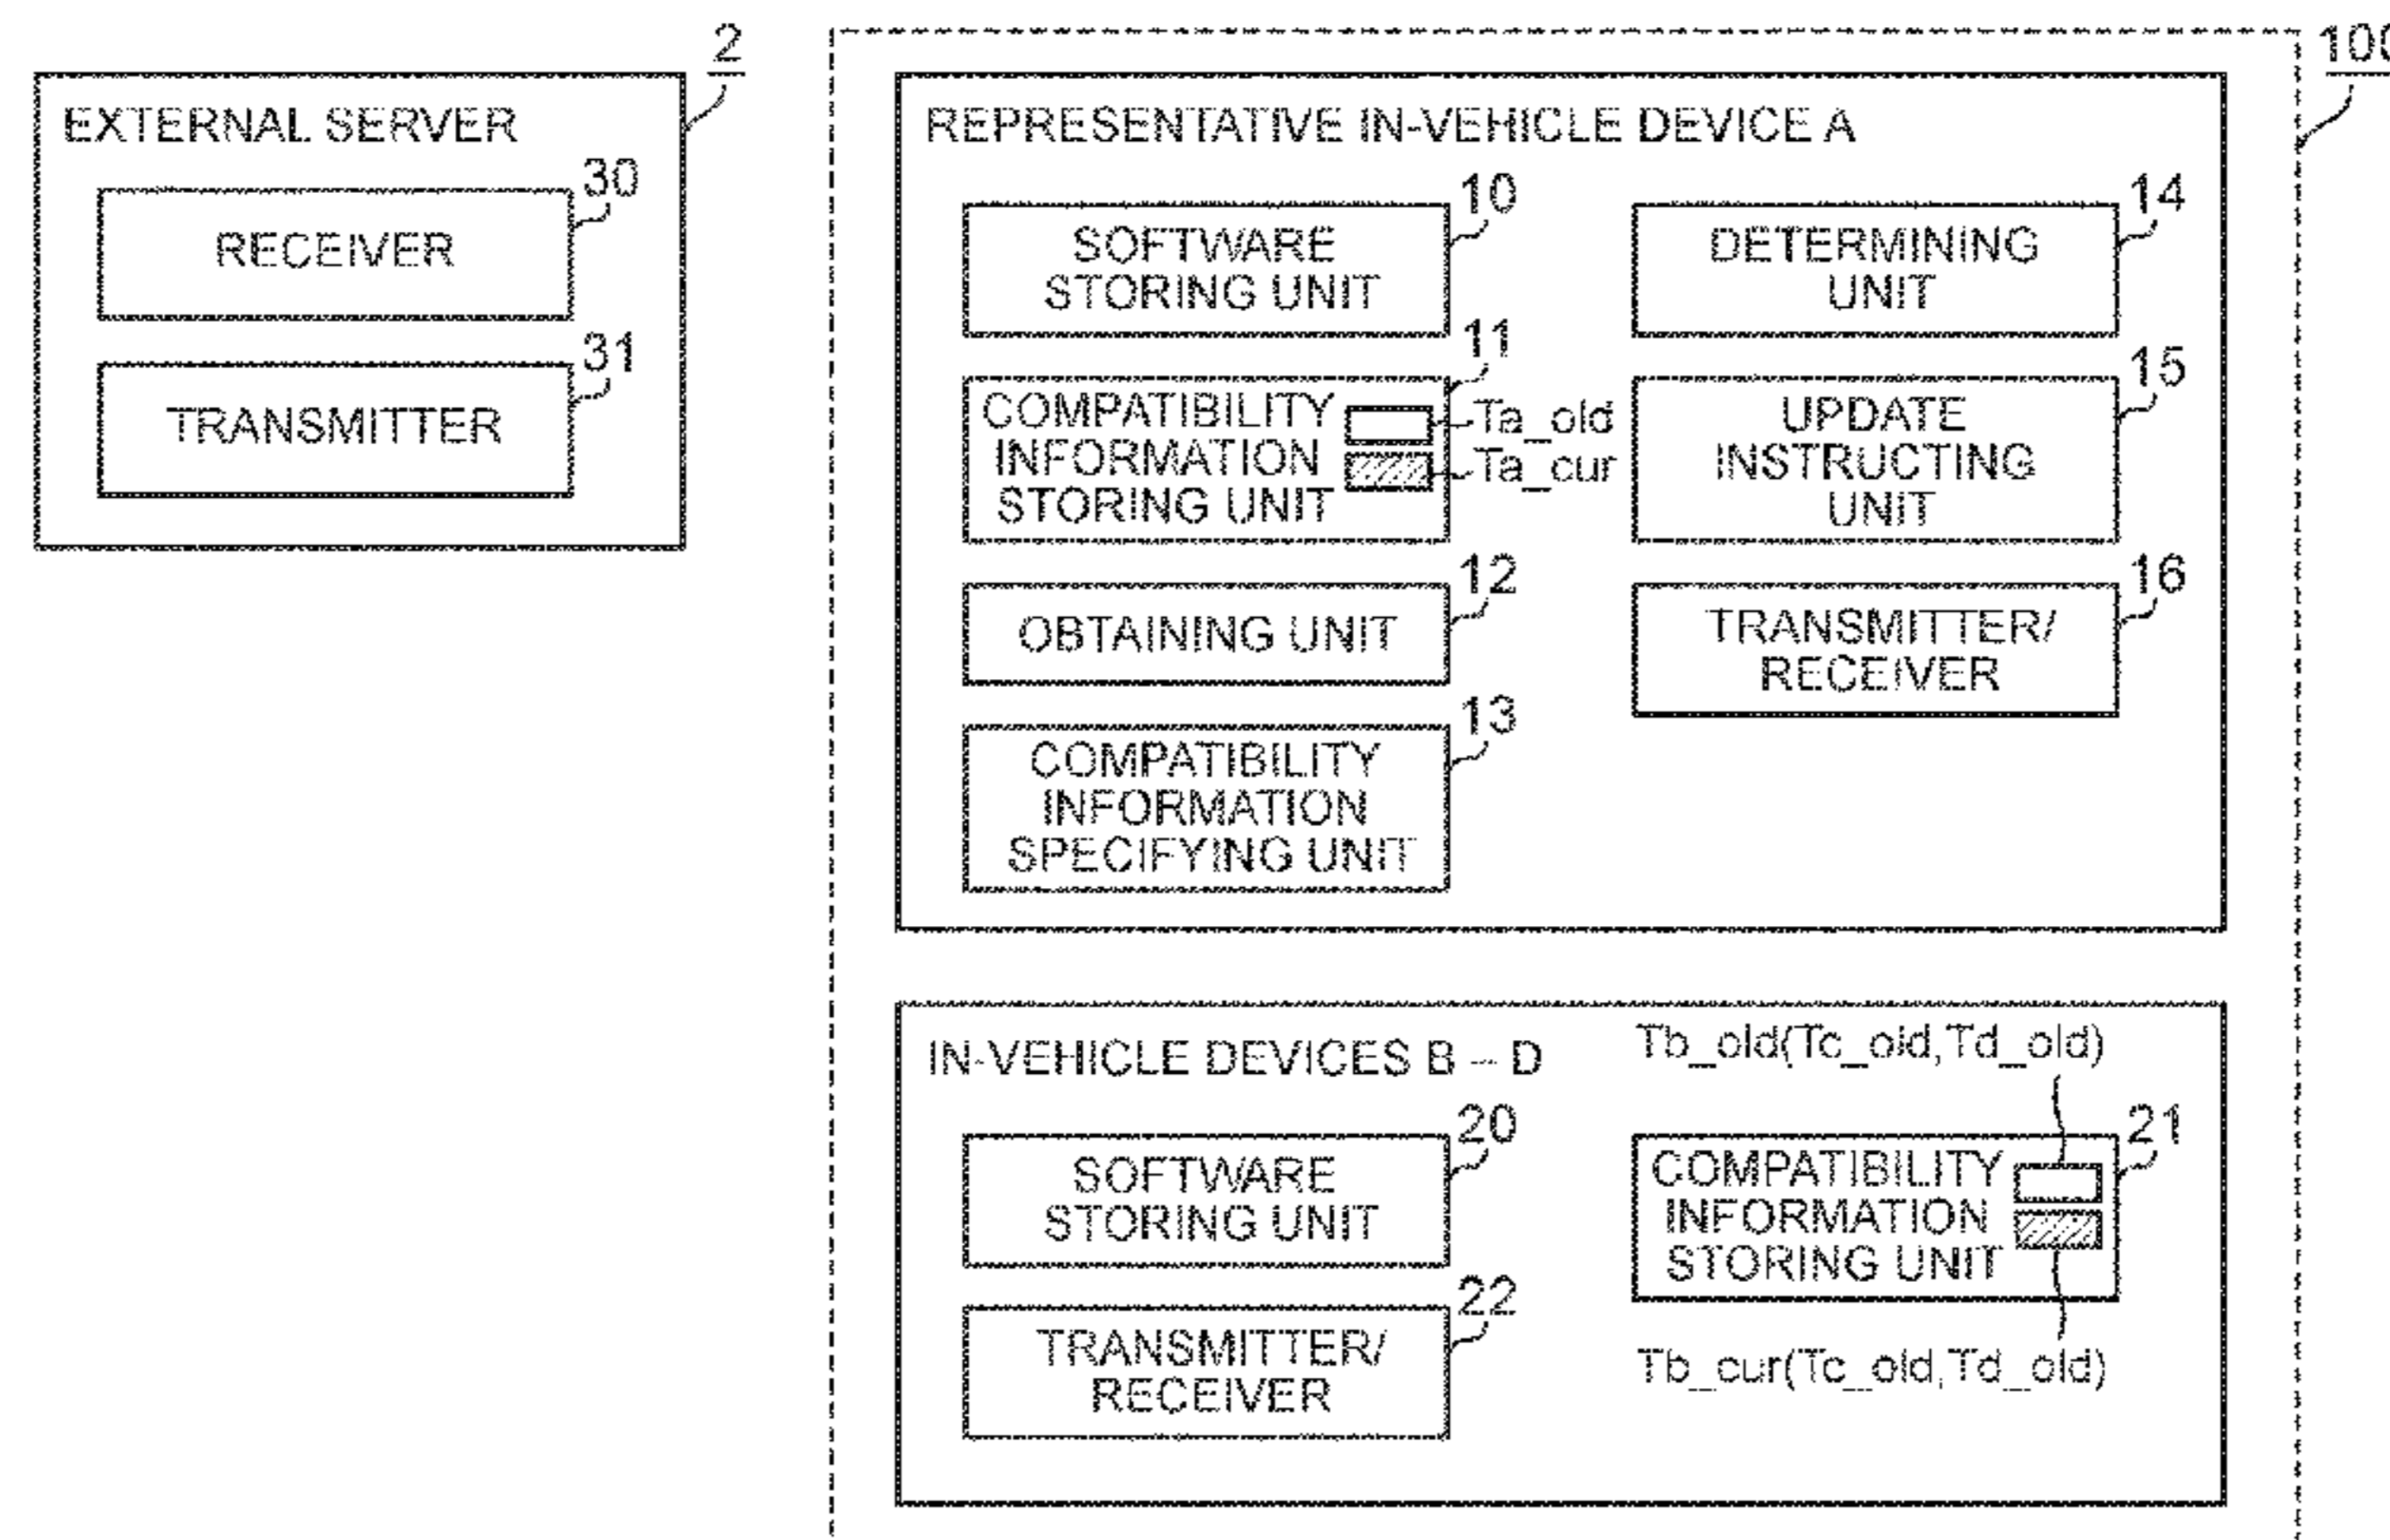 2
100
EXTERNAL SERVER
30
RECEIVER
31
TRANSMITTER
REPRESENTATIVE IN-VEHICLE DEVICE A
10
SOFTWARE
STORING UNIT
11
COMPATIBILITY
INFORMATION
STORING UNIT
Ta_old
Ta_cur
12
OBTAINING UNIT
13
COMPATIBILITY
INFORMATION
SPECIFYING UNIT
14
DETERMINING
UNIT
15
UPDATE
INSTRUCTING
UNIT
16
TRANSMITTER/
RECEIVER
IN-VEHICLE DEVICES B – D
20
SOFTWARE
STORING UNIT
22
TRANSMITTER/
RECEIVER
Tb_old(Tc_old,Td_old)
21
COMPATIBILITY
INFORMATION
STORING UNIT
Tb_cur(Tc_old,Td_old)